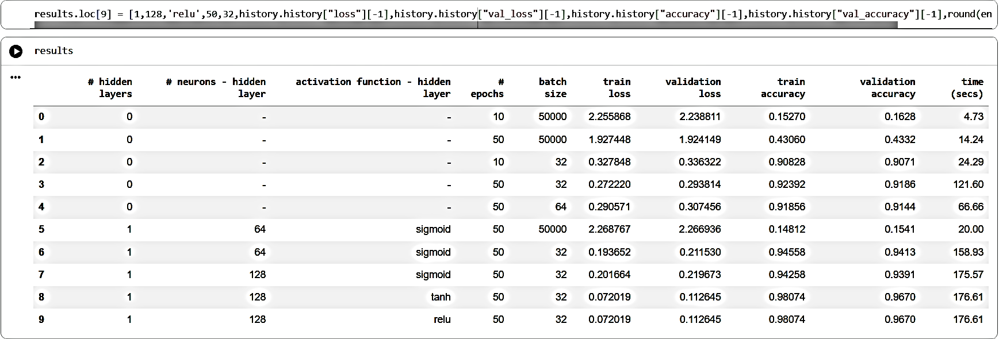 results.loc[9] = [1,128,'relu',50,32,history.history["loss"][-1],history.history["val_loss"][-1],history.history["accuracy"][-1],history.history["val_accuracy"][-1],round(en
results
# hidden layers # neurons - hidden layer activation function - hidden layer # epochs batch size train loss validation loss train accuracy validation accuracy time (secs)
0 0 - - 10 50000 2.255868 2.238811 0.15270 0.1628 4.73
1 0 - - 50 50000 1.927448 1.924149 0.43060 0.4332 14.24
2 0 - - 10 32 0.327848 0.336322 0.90828 0.9071 24.29
3 0 - - 50 32 0.272220 0.293814 0.92392 0.9186 121.60
4 0 - - 50 64 0.290571 0.307456 0.91856 0.9144 66.66
5 1 64 sigmoid 50 50000 2.268767 2.266936 0.14812 0.1541 20.00
6 1 64 sigmoid 50 32 0.193652 0.211530 0.94558 0.9413 158.93
7 1 128 sigmoid 50 32 0.201664 0.219673 0.94258 0.9391 175.57
8 1 128 tanh 50 32 0.072019 0.112645 0.98074 0.9670 176.61
9 1 128 relu 50 32 0.072019 0.112645 0.98074 0.9670 176.61